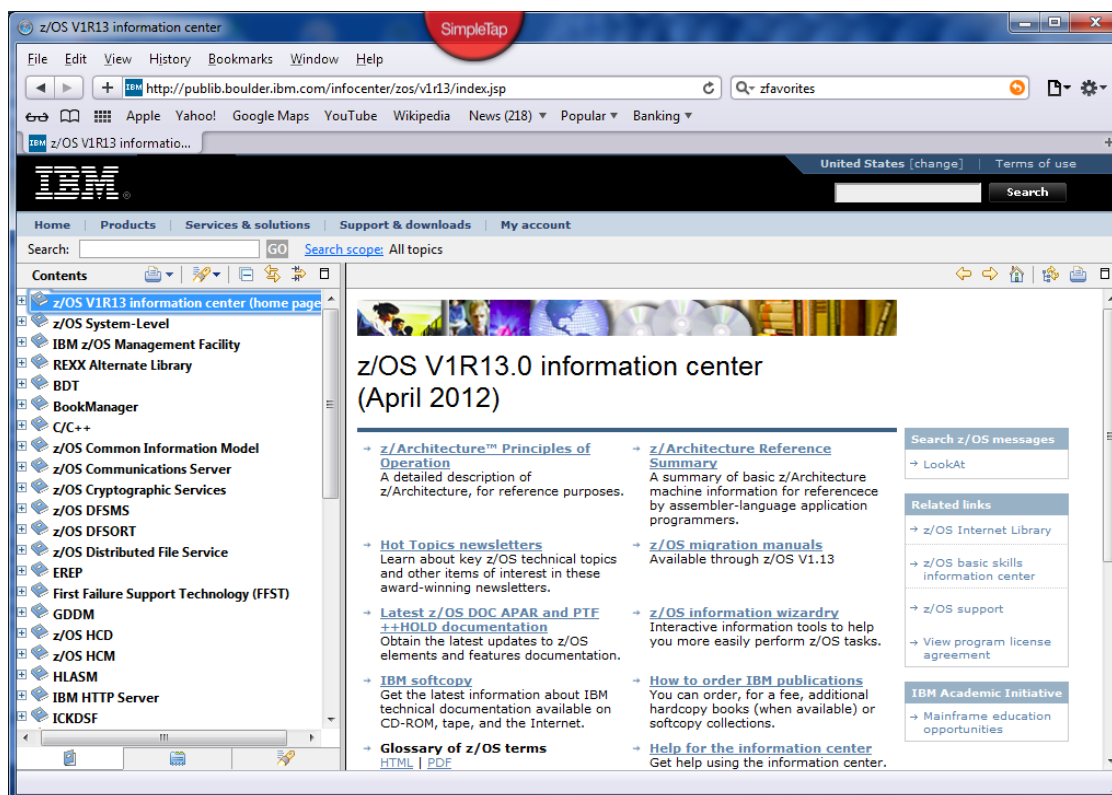 z/OS V1R13 information center
SimpleTap
File Edit View History Bookmarks Window Help
IBM http://publib.boulder.ibm.com/infocenter/zos/v1r13/index.jsp
zfavorites
Apple Yahoo! Google Maps YouTube Wikipedia News (218) ▾ Popular ▾ Banking ▾
IBM z/OS V1R13 informatio...
United States [change] | Terms of use
IBM®
Search
Home | Products | Services & solutions | Support & downloads | My account
Search: GO Search scope: All topics
Contents
z/OS V1R13 information center (home page
z/OS System-Level
IBM z/OS Management Facility
REXX Alternate Library
BDT
BookManager
C/C++
z/OS Common Information Model
z/OS Communications Server
z/OS Cryptographic Services
z/OS DFSMS
z/OS DFSORT
z/OS Distributed File Service
EREP
First Failure Support Technology (FFST)
GDDM
z/OS HCD
z/OS HCM
HLASM
IBM HTTP Server
ICKDSF
z/OS V1R13.0 information center
(April 2012)
z/Architecture™ Principles of
Operation
A detailed description of
z/Architecture, for reference purposes.
z/Architecture Reference
Summary
A summary of basic z/Architecture
machine information for referencece
by assembler-language application
programmers.
Hot Topics newsletters
Learn about key z/OS technical topics
and other items of interest in these
award-winning newsletters.
z/OS migration manuals
Available through z/OS V1.13
Latest z/OS DOC APAR and PTF
++HOLD documentation
Obtain the latest updates to z/OS
elements and features documentation.
z/OS information wizardry
Interactive information tools to help
you more easily perform z/OS tasks.
IBM softcopy
Get the latest information about IBM
technical documentation available on
CD-ROM, tape, and the Internet.
How to order IBM publications
You can order, for a fee, additional
hardcopy books (when available) or
softcopy collections.
Glossary of z/OS terms
HTML | PDF
Help for the information center
Get help using the information center.
Search z/OS messages
LookAt
Related links
z/OS Internet Library
z/OS basic skills
information center
z/OS support
View program license
agreement
IBM Academic Initiative
Mainframe education
opportunities